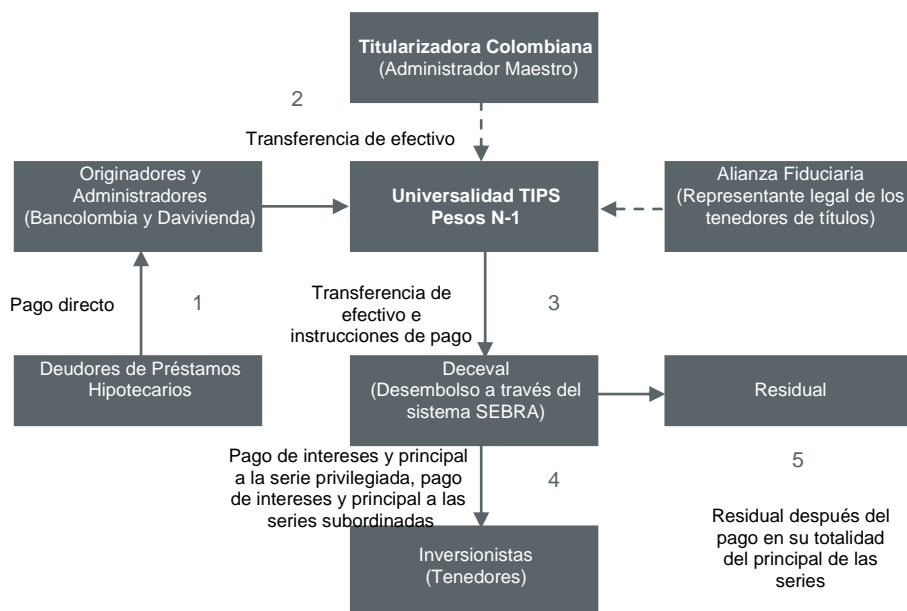 Titularizadora Colombiana
(Administrador Maestro)
2
Transferencia de efectivo
Originadores y
Administradores
(Bancolombia y Davivienda)
Universalidad TIPS
Pesos N-1
Alianza Fiduciaria
(Representante legal de los
tenedores de títulos)
Pago directo
1
Transferencia de
efectivo e
instrucciones de pago
3
Deudores de Préstamos
Hipotecarios
Deceval
(Desembolso a través del
sistema SEBRA)
Residual
Pago de intereses y principal
a la serie privilegiada, pago
de intereses y principal a las
series subordinadas
4
5
Residual después del
pago en su totalidad
del principal de las
series
Inversionistas
(Tenedores)